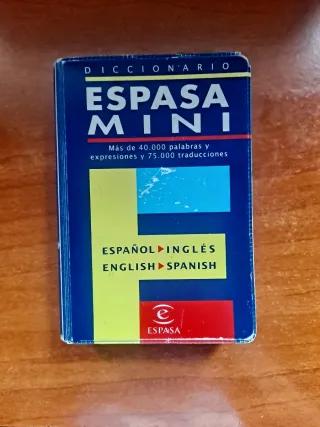 DICCIONARIO
ESPASA
MINI
Más de 40.000 palabras y
expresiones y 75.000 traducciones
ESPAÑOL▶INGLÉS
ENGLISH▶SPANISH
e
ESPASA